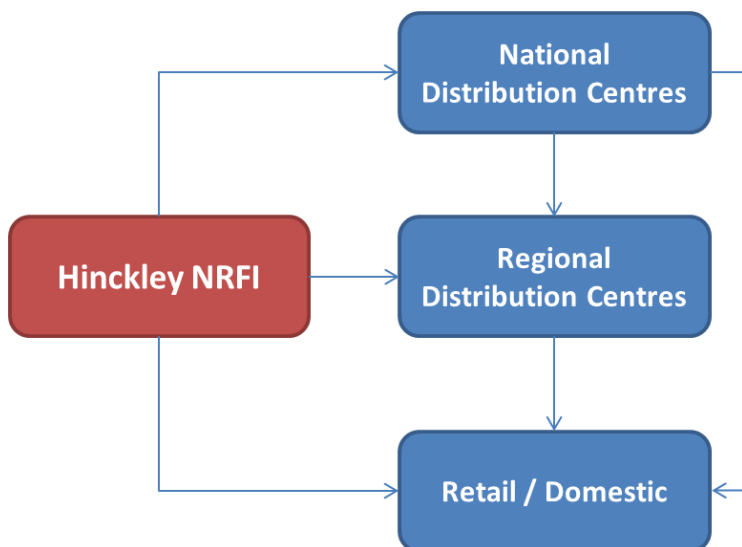 National
Distribution Centres
Hinckley NRFI
Regional
Distribution Centres
Retail / Domestic